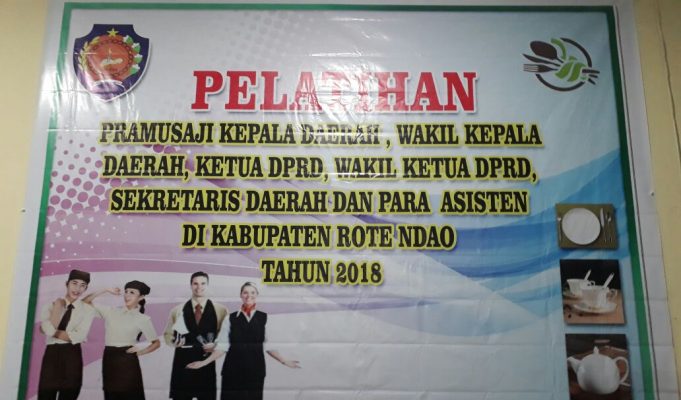 PELATIHAN
PRAMUSAJI KEPALA DAERAH , WAKIL KEPALA
DAERAH, KETUA DPRD, WAKIL KETUA DPRD,
SEKRETARIS DAERAH DAN PARA ASISTEN
DI KABUPATEN ROTE NDAO
TAHUN 2018